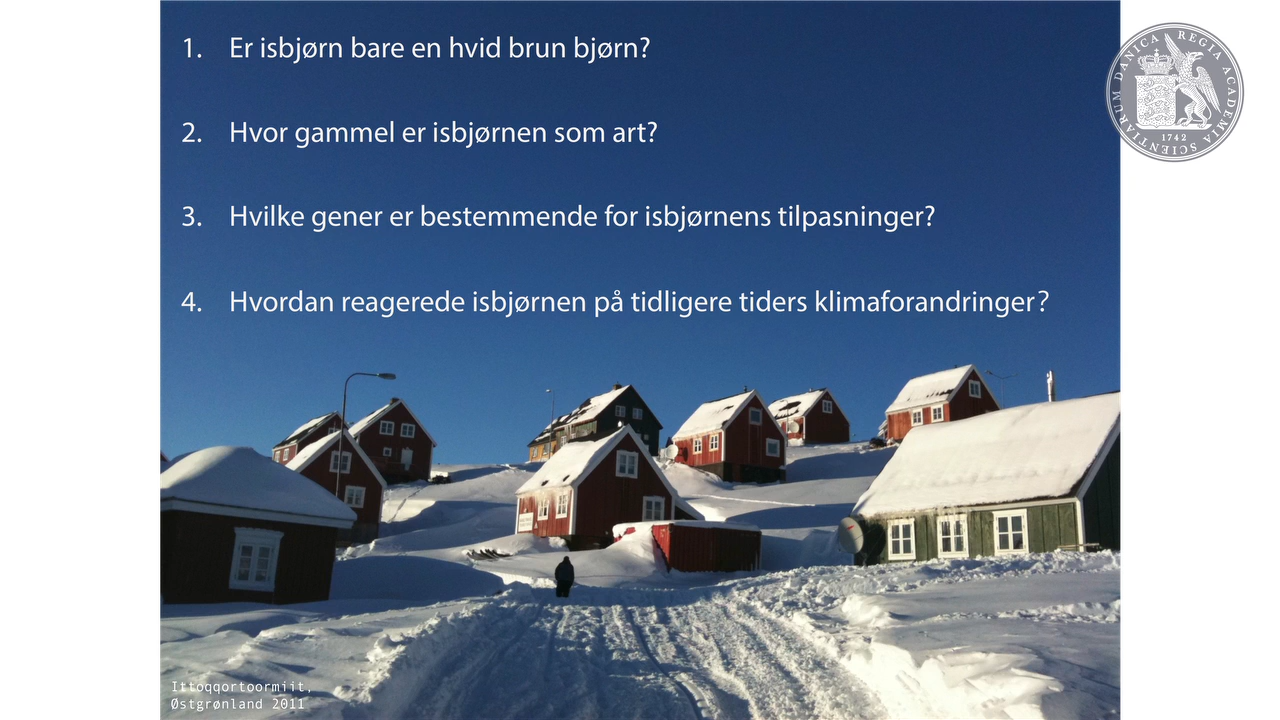 1. Er isbjørn bare en hvid brun bjørn?
2. Hvor gammel er isbjørnen som art?
3. Hvilke gener er bestemmende for isbjørnens tilpasninger?
4. Hvordan reagerede isbjørnen på tidligere tiders klimaforandringer?
REGIA ACADEMIA SCIENTIARUM DANICA
1742
Ittoqqortoormiit,
Østgrønland 2011